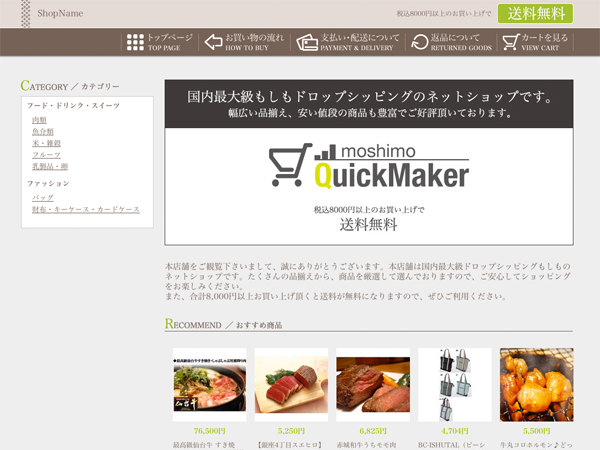 ShopName
税込8000円以上のお買い上げで
送料無料
トップページ
TOP PAGE
お買い物の流れ
HOW TO BUY
支払い・配送について
PAYMENT & DELIVERY
返品について
RETURNED GOODS
カートを見る
VIEW CART
CATEGORY ／ カテゴリー
フード・ドリンク・スイーツ
肉類
魚介類
米・雑穀
フルーツ
乳製品・卵
ファッション
バッグ
財布・キーケース・カードケース
国内最大級もしもドロップシッピングのネットショップです。
幅広い品揃え、安い値段の商品も豊富でご好評頂いております。
moshimo
QuickMaker
税込8000円以上のお買い上げで
送料無料
本店舗をご観覧下さいまして、誠にありがとうございます。本店舗は国内最大級ドロップシッピングもしもの
ネットショップです。たくさんの品揃えから、商品を厳選して選んでおりますので、ご安心してショッピング
をお楽しみください。
また、合計8,000円以上お買い上げ頂くと送料が無料になりますので、ぜひご利用ください。
RECOMMEND ／ おすすめ商品
76,500円
5,250円
6,825円
4,704円
5,500円
最高級仙台牛 すき焼
【銀座4丁目スエヒロ】
赤城和牛うちモモ肉
BC-ISHUTAL（ビーシ
牛丸コロホルモン♪どっ